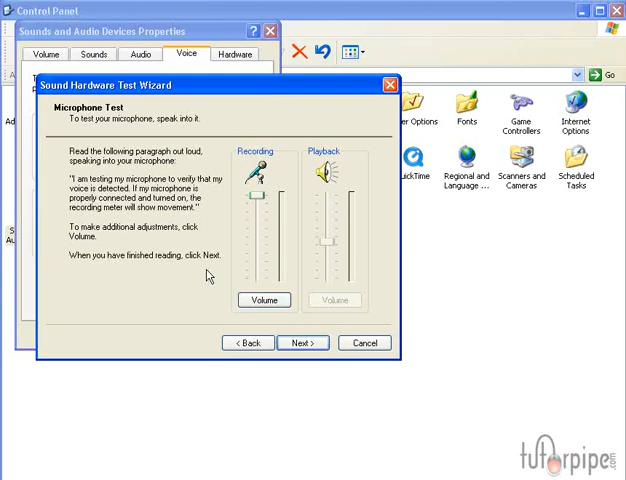 Control Panel
Sounds and Audio Devices Properties
Volume
Sounds
Audio
Voice
Hardware
Go
Sound Hardware Test Wizard
Microphone Test
To test your microphone, speak into it.
Read the following paragraph out loud,
speaking into your microphone:
"I am testing my microphone to verify that my
voice is detected. If my microphone is
properly connected and turned on, the
recording meter will show movement."
To make additional adjustments, click
Volume.
When you have finished reading, click Next.
Recording
Playback
Volume
Volume
< Back
Next >
Cancel
Options
Fonts
Game
Controllers
Internet
Options
QuickTime
Regional and
Language ...
Scanners and
Cameras
Scheduled
Tasks
tutorpipe.com